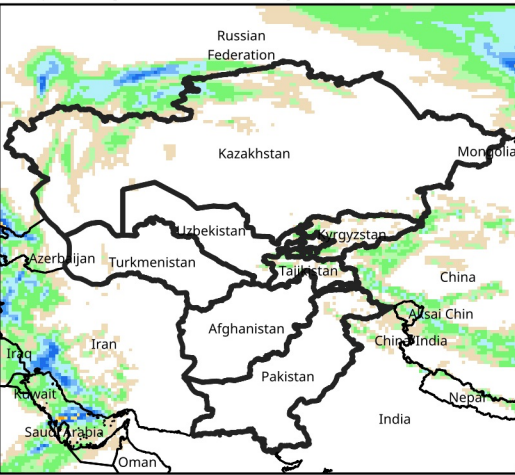 Russian
Federation
Kazakhstan
Mongolia
Uzbekistan
Kyrgyzstan
Azerbaijan
Turkmenistan
Tajikistan
China
Aksai Chin
Afghanistan
China/India
Iran
Iraq
Pakistan
Kuwait
Nepal
India
Saudi Arabia
Oman